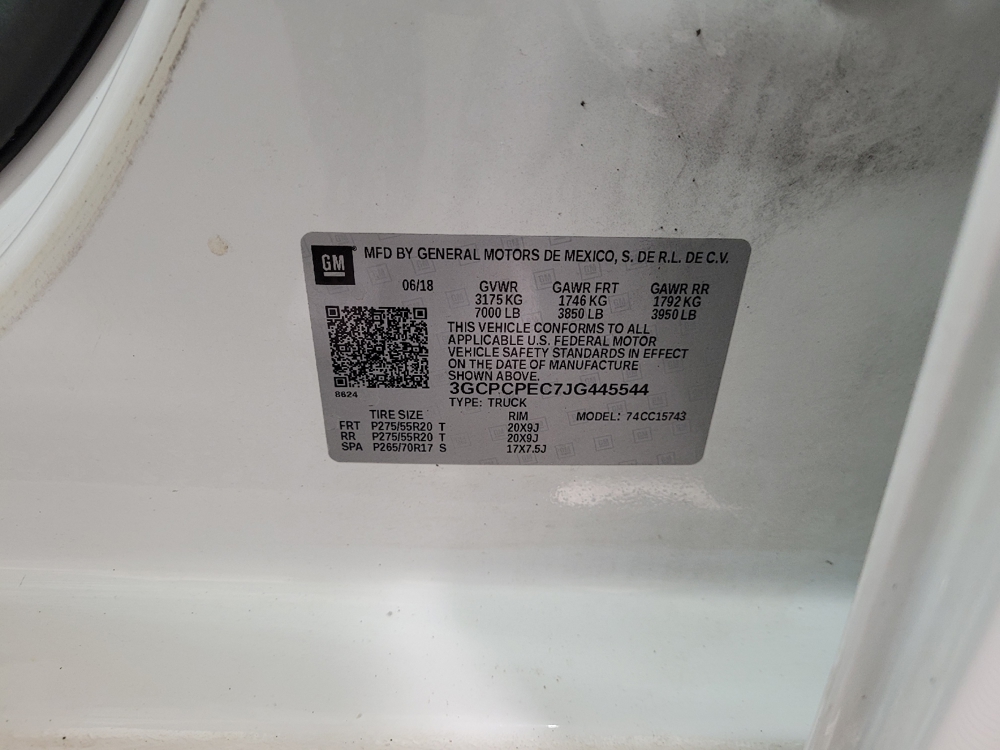 GM MFD BY GENERAL MOTORS DE MEXICO, S. DE R.L. DE C.V.
06/18 GVWR GAWR FRT GAWR RR
3175 KG 1746 KG 1792 KG
7000 LB 3850 LB 3950 LB
THIS VEHICLE CONFORMS TO ALL
APPLICABLE U.S. FEDERAL MOTOR
VEHICLE SAFETY STANDARDS IN EFFECT
ON THE DATE OF MANUFACTURE
SHOWN ABOVE.
3GCPCPEC7JG445544
8624
TYPE: TRUCK
TIRE SIZE RIM MODEL: 74CC15743
FRT P275/55R20 T 20X9J
RR P275/55R20 T 20X9J
SPA P265/70R17 S 17X7.5J